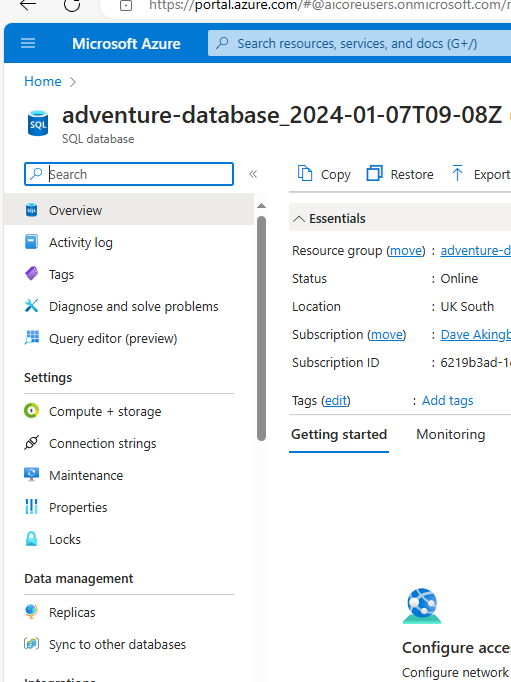 https://portal.azure.com/#@aicoreusers.onmicrosoft.com/r
Microsoft Azure
Search resources, services, and docs (G+/)
Home
adventure-database_2024-01-07T09-08Z
SQL
SQL database
Search
Copy
Restore
Export
SQL
Overview
Activity log
Tags
Diagnose and solve problems
Query editor (preview)
Settings
Compute + storage
Connection strings
Maintenance
Properties
Locks
Data management
Replicas
Sync to other databases
Essentials
Resource group (move) : adventure-d
Status : Online
Location : UK South
Subscription (move) : Dave Akingb
Subscription ID : 6219b3ad-1
Tags (edit) : Add tags
Getting started
Monitoring
Configure acce
Configure network